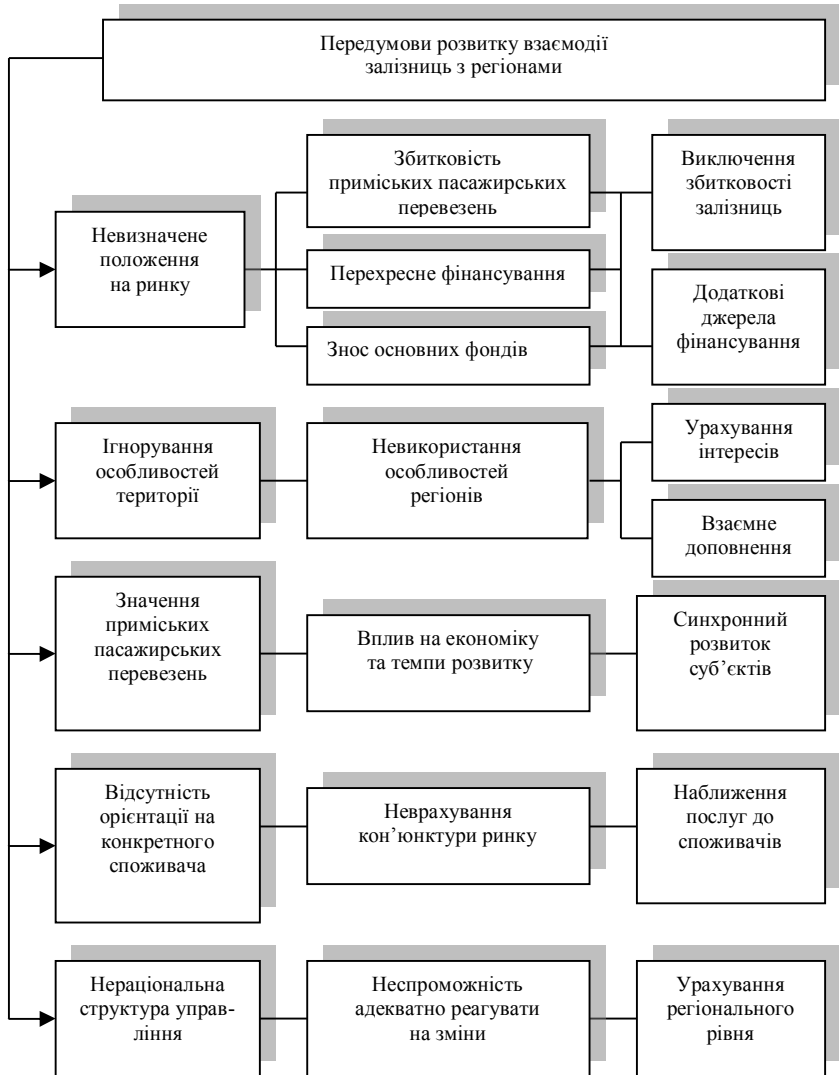 Передумови розвитку взаємодії
залізниць з регіонами
Невизначене
положення
на ринку
Збитковість
приміських пасажирських
перевезень
Перехресне фінансування
Знос основних фондів
Виключення
збитковості
залізниць
Додаткові
джерела
фінансування
Ігнорування
особливостей
території
Невикористання
особливостей
регіонів
Урахування
інтересів
Взаємне
доповнення
Значення
приміських
пасажирських
перевезень
Вплив на економіку
та темпи розвитку
Синхронний
розвиток
суб’єктів
Відсутність
орієнтації на
конкретного
споживача
Неврахування
кон’юнктури ринку
Наближення
послуг до
споживачів
Нераціональна
структура управ-
ління
Неспроможність
адекватно реагувати
на зміни
Урахування
регіонального
рівня